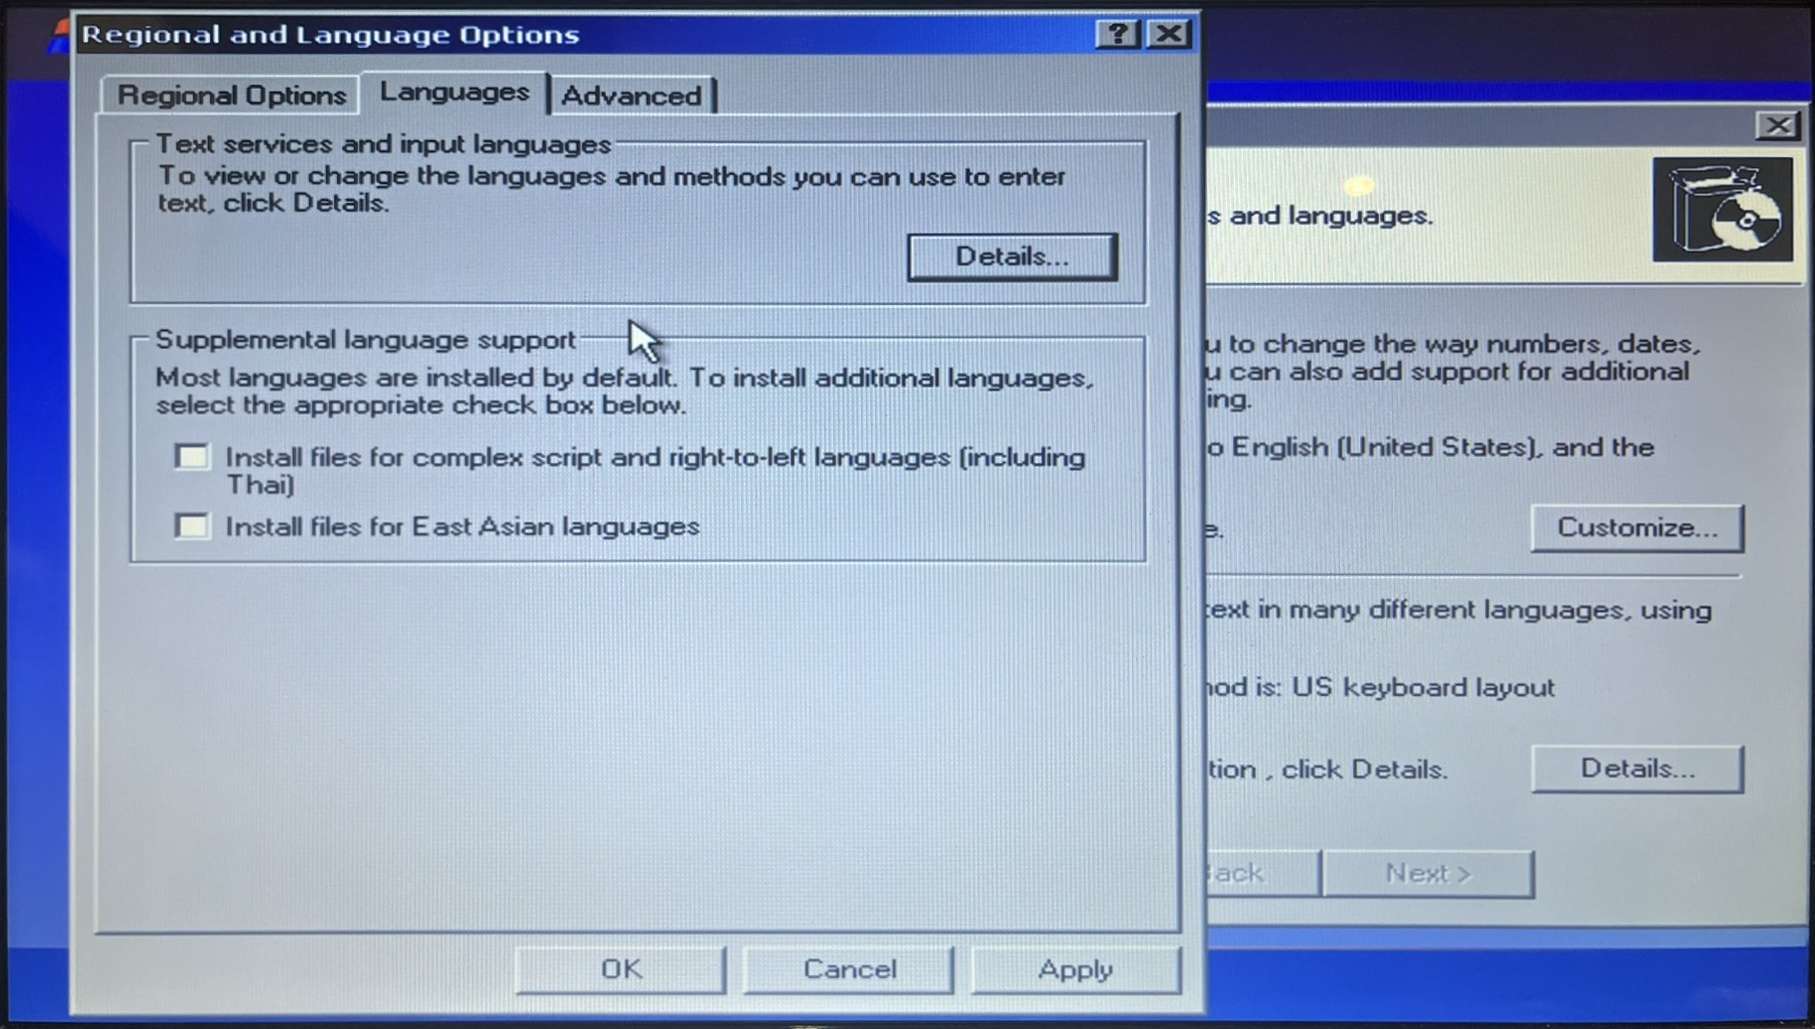 Regional and Language Options
Regional Options
Languages
Advanced
Text services and input languages
To view or change the languages and methods you can use to enter
text, click Details.
Details...
Supplemental language support
Most languages are installed by default. To install additional languages,
select the appropriate check box below.
Install files for complex script and right-to-left languages (including
Thai)
Install files for East Asian languages
OK
Cancel
Apply
s and languages.
u to change the way numbers, dates,
u can also add support for additional
ing.
o English (United States), and the
e.
Customize...
text in many different languages, using
od is: US keyboard layout
tion , click Details.
Details...
ack
Next >